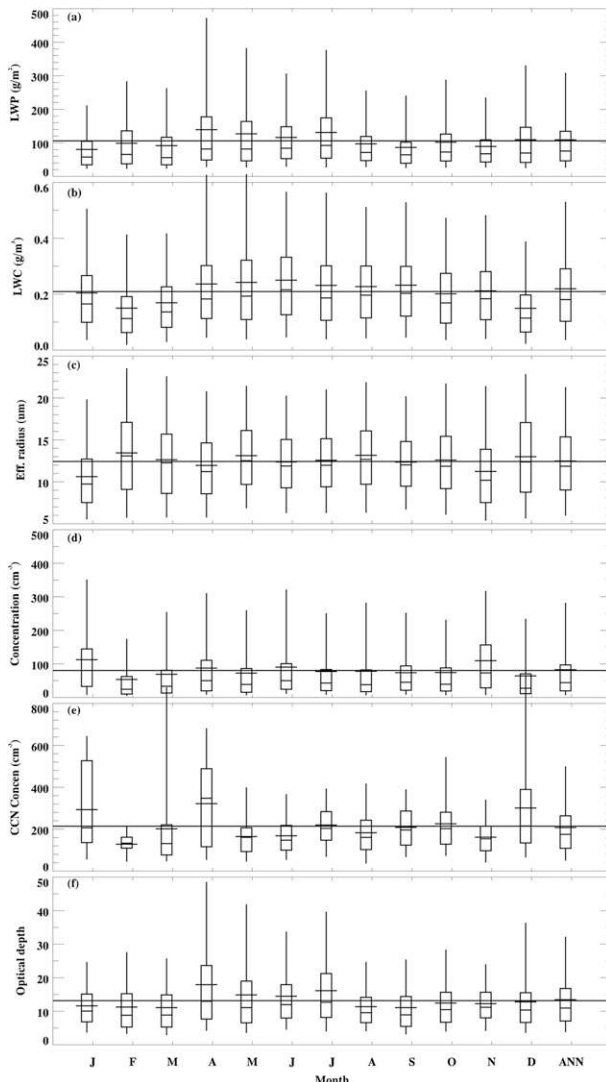 (a)
500
400
300
200
100
0
LWP (g/m²)
(b)
0.6
0.4
0.2
0.0
LWC (g/m³)
(c)
25
20
15
10
5
Eff. radius (um)
(d)
500
400
300
200
100
0
Concentration (cm⁻³)
(e)
800
600
400
200
0
CCN Concen (cm⁻³)
(f)
50
40
30
20
10
0
Optical depth
J F M A M J J A S O N D ANN
Month